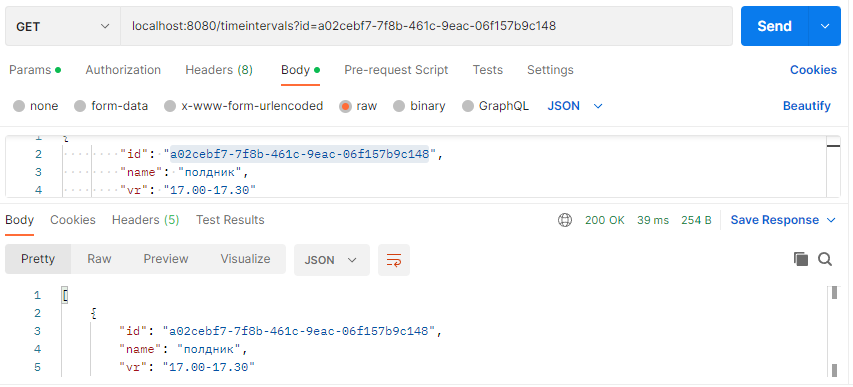 GET localhost:8080/timeintervals?id=a02cebf7-7f8b-461c-9eac-06f157b9c148 Send
Params Authorization Headers (8) Body Pre-request Script Tests Settings Cookies
none form-data x-www-form-urlencoded raw binary GraphQL JSON Beautify
1 {
2 "id": "a02cebf7-7f8b-461c-9eac-06f157b9c148",
3 "name": "полдник",
4 "vr": "17.00-17.30"
Body Cookies Headers (5) Test Results 200 OK 39 ms 254 B Save Response
Pretty Raw Preview Visualize JSON
1 [
2 {
3 "id": "a02cebf7-7f8b-461c-9eac-06f157b9c148",
4 "name": "полдник",
5 "vr": "17.00-17.30"